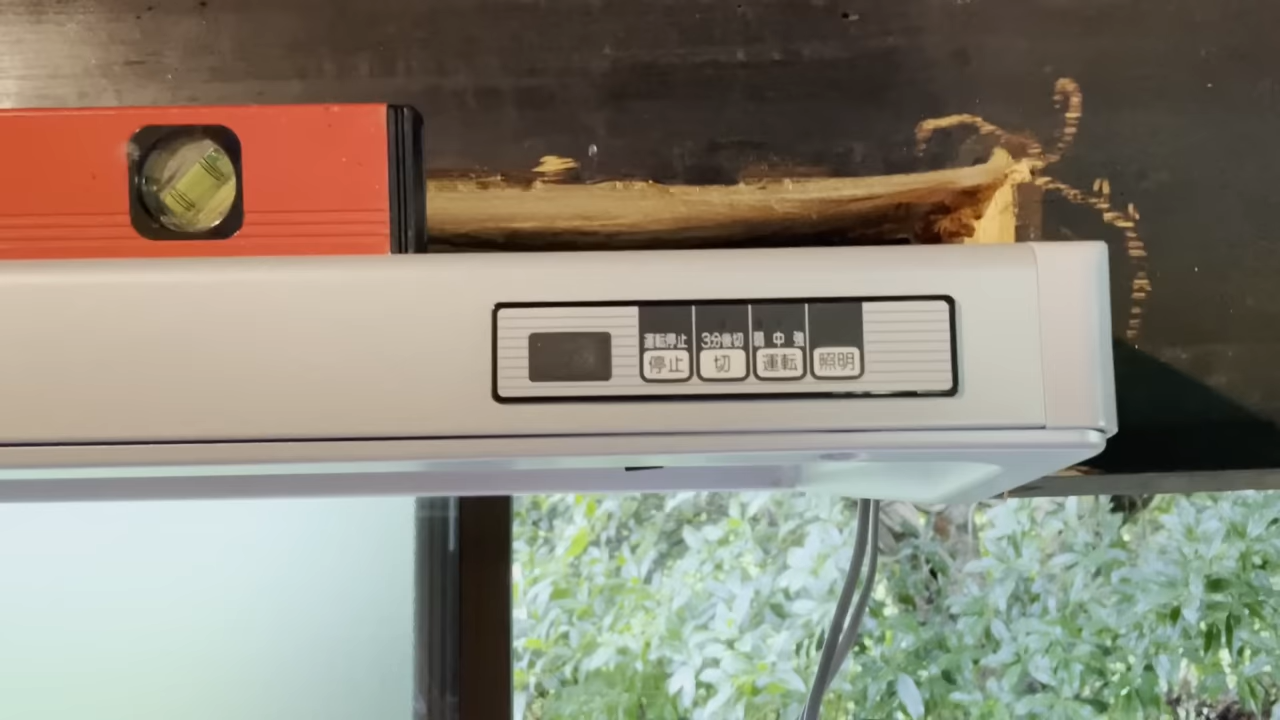 運転停止 3分後切 弱 中 強
停止 切 運転 照明